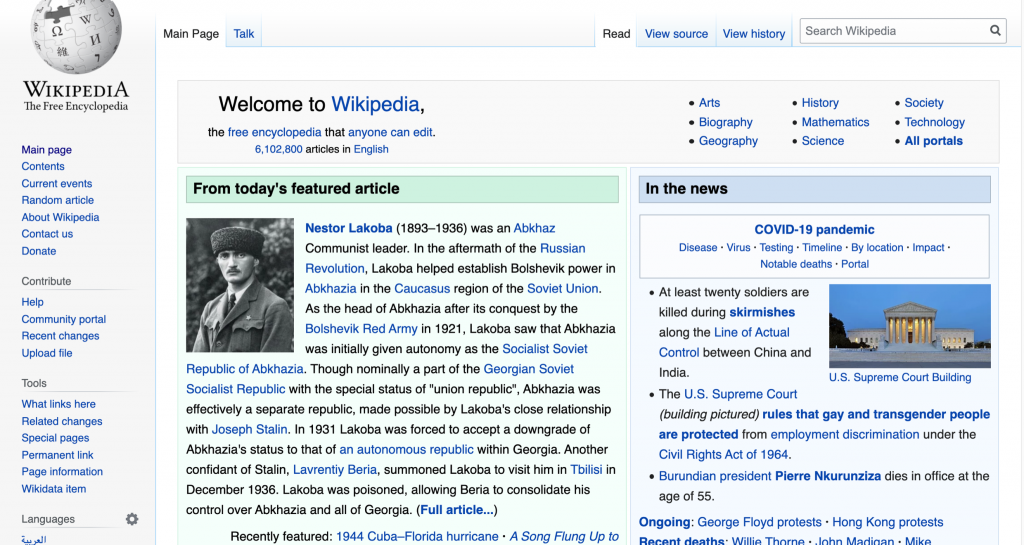 WIKIPEDIA
The Free Encyclopedia
Main page
Contents
Current events
Random article
About Wikipedia
Contact us
Donate
Contribute
Help
Community portal
Recent changes
Upload file
Tools
What links here
Related changes
Special pages
Permanent link
Page information
Wikidata item
Languages
العربية
Main Page
Talk
Read
View source
View history
Search Wikipedia
Welcome to Wikipedia,
the free encyclopedia that anyone can edit.
6,102,800 articles in English
• Arts
• Biography
• Geography
• History
• Mathematics
• Science
• Society
• Technology
• All portals
From today's featured article
Nestor Lakoba (1893–1936) was an Abkhaz
Communist leader. In the aftermath of the Russian
Revolution, Lakoba helped establish Bolshevik power in
Abkhazia in the Caucasus region of the Soviet Union.
As the head of Abkhazia after its conquest by the
Bolshevik Red Army in 1921, Lakoba saw that Abkhazia
was initially given autonomy as the Socialist Soviet
Republic of Abkhazia. Though nominally a part of the Georgian Soviet
Socialist Republic with the special status of "union republic", Abkhazia was
effectively a separate republic, made possible by Lakoba's close relationship
with Joseph Stalin. In 1931 Lakoba was forced to accept a downgrade of
Abkhazia's status to that of an autonomous republic within Georgia. Another
confidant of Stalin, Lavrentiy Beria, summoned Lakoba to visit him in Tbilisi in
December 1936. Lakoba was poisoned, allowing Beria to consolidate his
control over Abkhazia and all of Georgia. (Full article...)
Recently featured: 1944 Cuba–Florida hurricane · A Song Flung Up to
In the news
COVID-19 pandemic
Disease · Virus · Testing · Timeline · By location · Impact ·
Notable deaths · Portal
• At least twenty soldiers are
killed during skirmishes
along the Line of Actual
Control between China and
India.
U.S. Supreme Court Building
• The U.S. Supreme Court
(building pictured) rules that gay and transgender people
are protected from employment discrimination under the
Civil Rights Act of 1964.
• Burundian president Pierre Nkurunziza dies in office at the
age of 55.
Ongoing: George Floyd protests · Hong Kong protests
Recent deaths: Willie Thorne · John Madigan · Mike